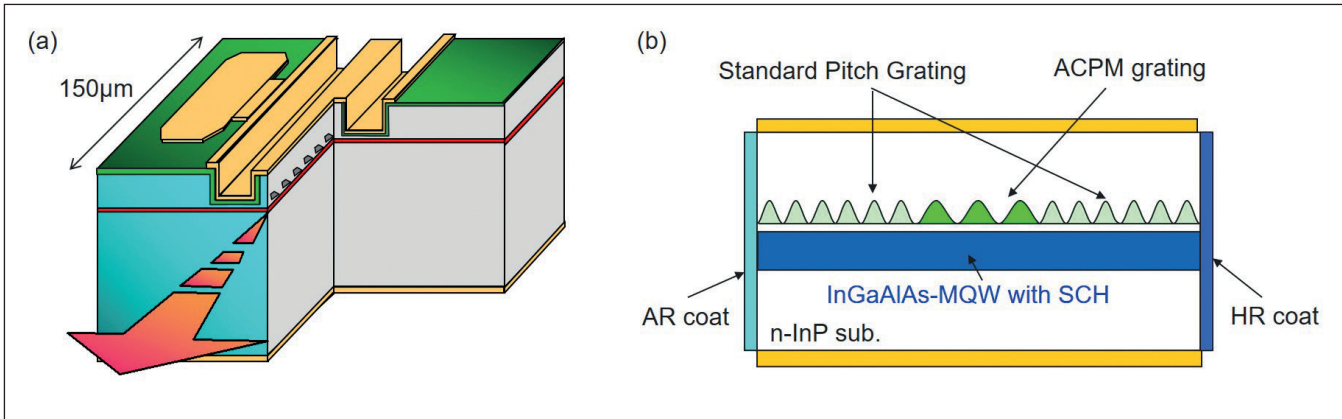 (a)
150μm
(b)
Standard Pitch Grating
ACPM grating
InGaAlAs-MQW with SCH
AR coat
HR coat
n-InP sub.